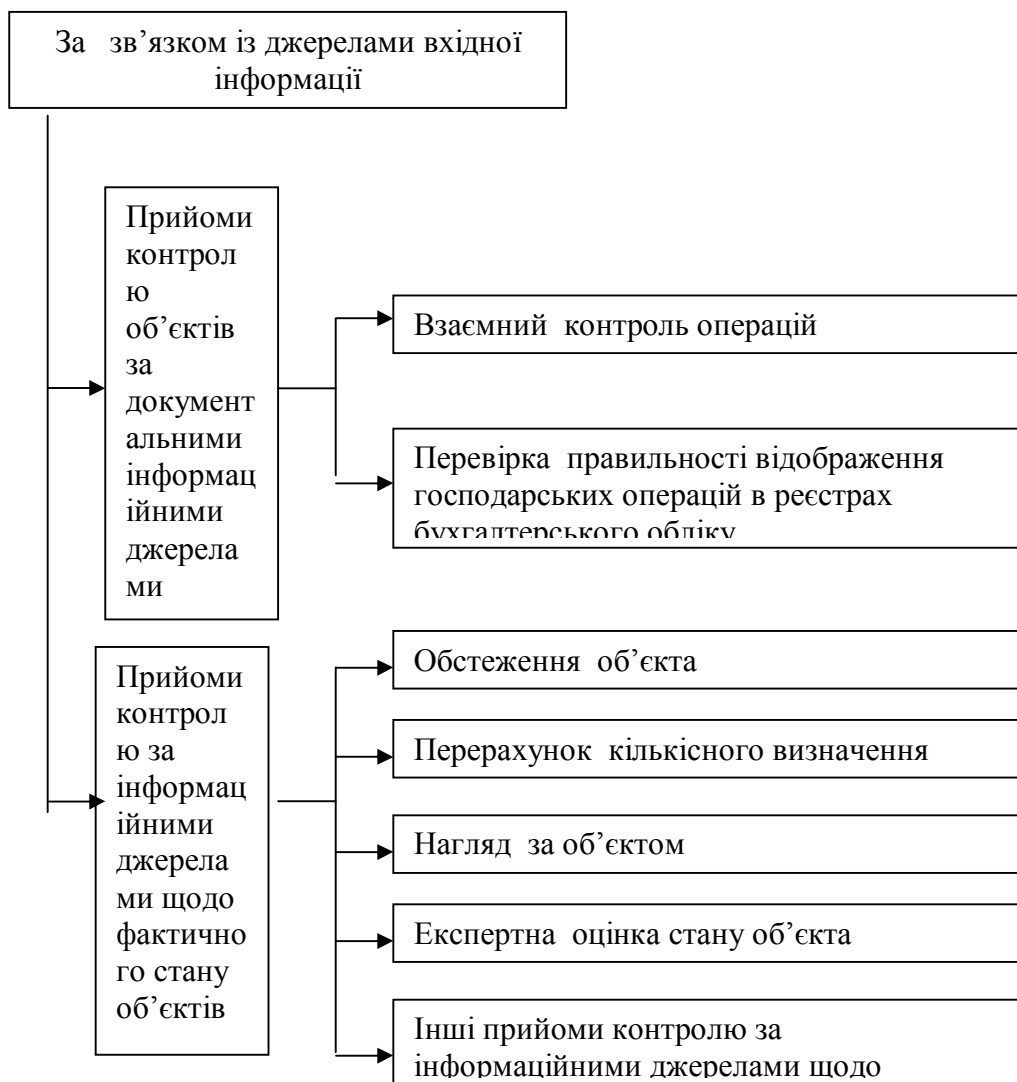 За зв’язком із джерелами вхідної
інформації
Прийоми
контрол
ю
об’єктів
за
документ
альними
інформац
ійними
джерела
ми
Взаємний контроль операцій
Перевірка правильності відображення
господарських операцій в реєстрах
бухгалтерського обліку
Прийоми
контрол
ю за
інформац
ійними
джерела
ми щодо
фактично
го стану
об’єктів
Обстеження об’єкта
Перерахунок кількісного визначення
Нагляд за об’єктом
Експертна оцінка стану об’єкта
Інші прийоми контролю за
інформаційними джерелами щодо